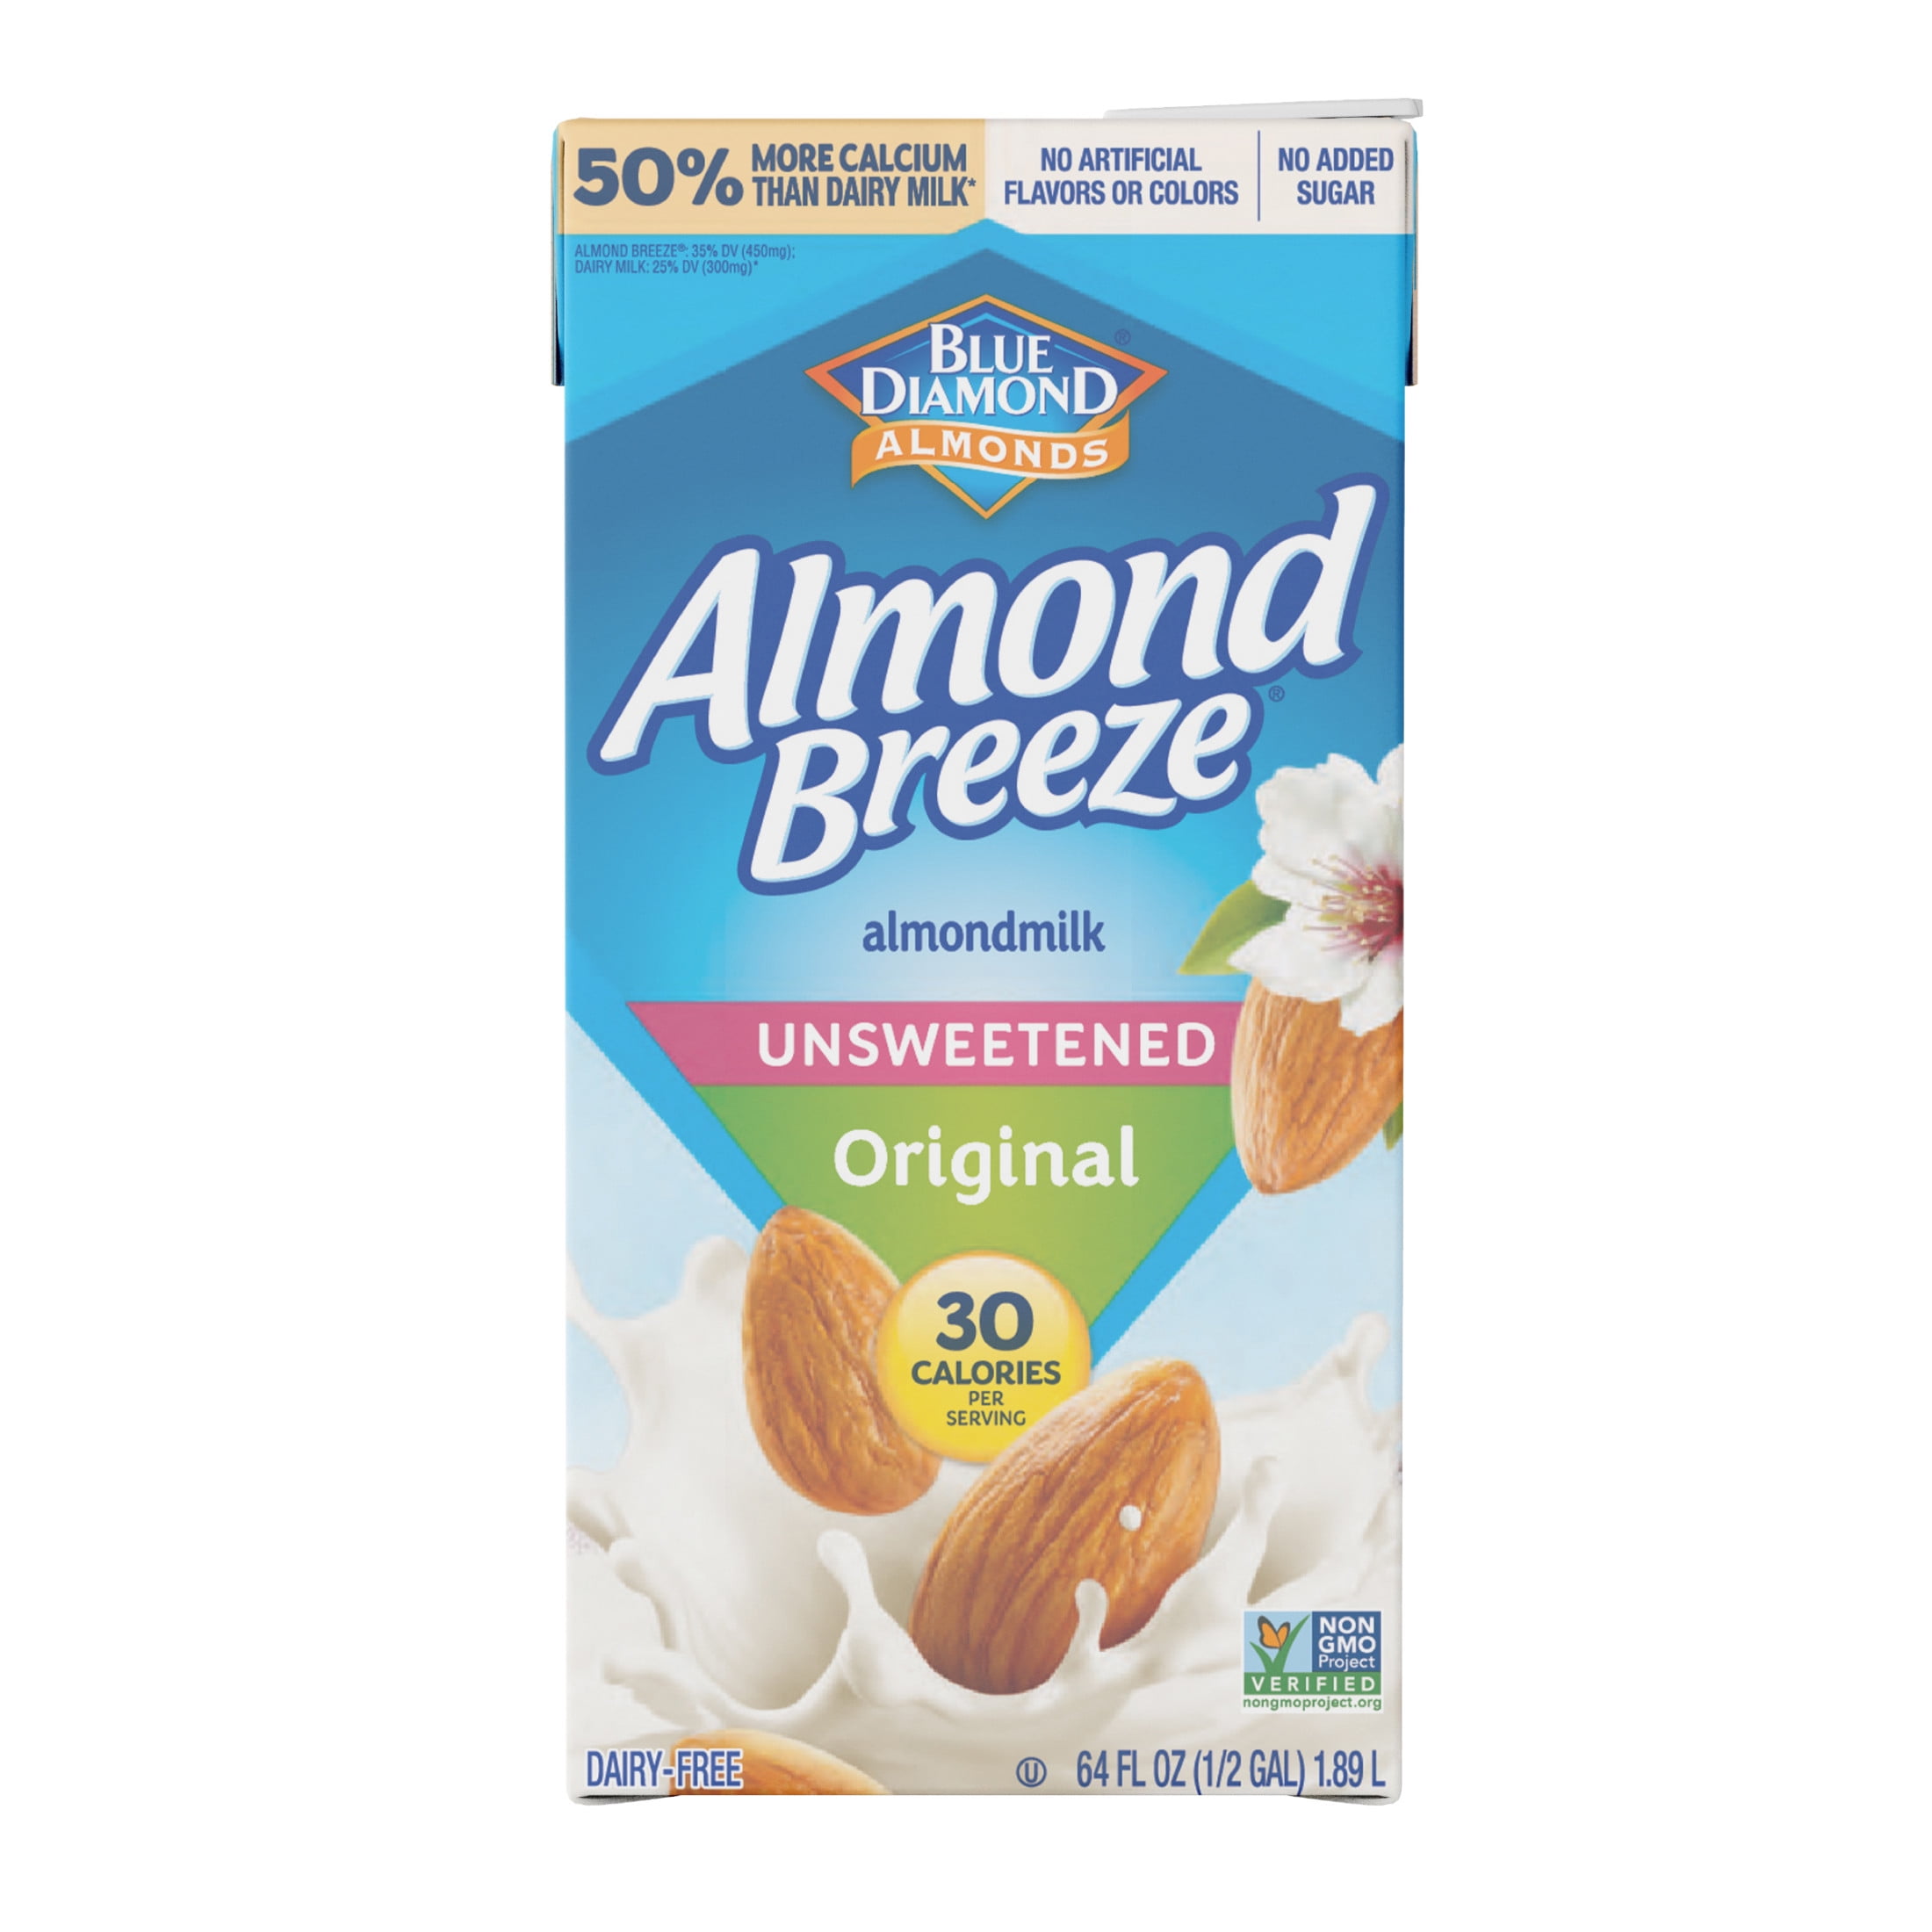 50% MORE CALCIUM
THAN DAIRY MILK*
NO ARTIFICIAL
FLAVORS OR COLORS
NO ADDED
SUGAR
ALMOND BREEZE®: 35% DV (450mg);
DAIRY MILK: 25% DV (300mg)*
BLUE
DIAMOND
®
ALMONDS
Almond
Breeze®
almondmilk
UNSWEETENED
Original
30
CALORIES
PER
SERVING
NON
GMO
Project
VERIFIED
nongmoproject.org
DAIRY-FREE
U 64 FL OZ (1/2 GAL) 1.89 L